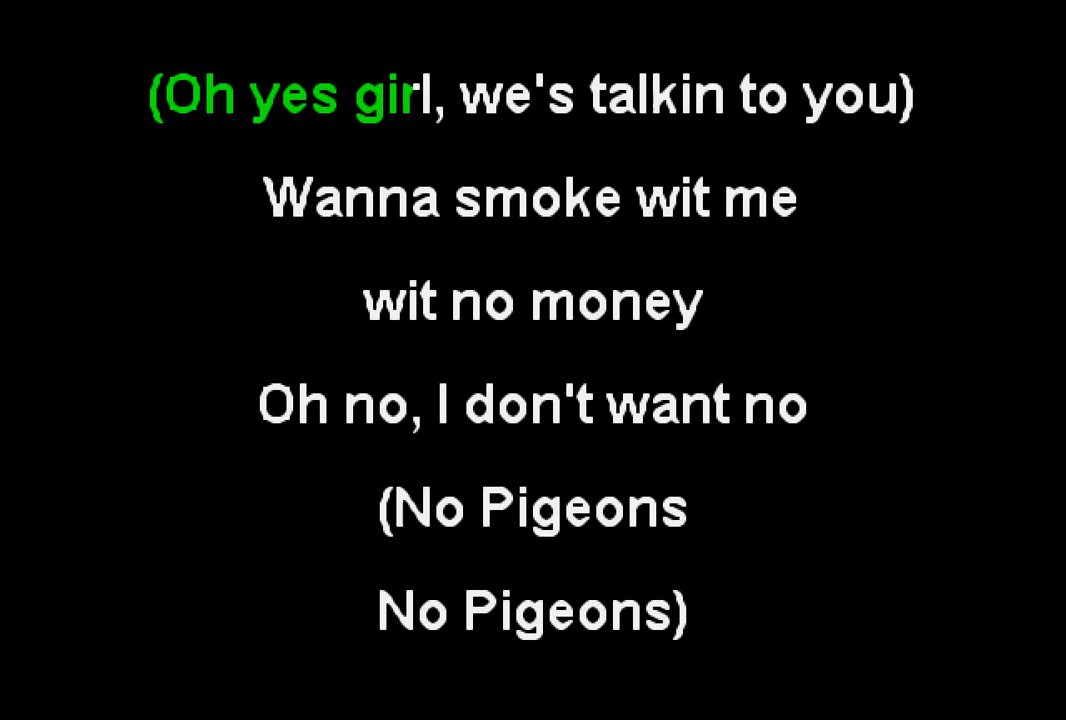 (Oh yes girl, we's talkin to you)
Wanna smoke wit me
wit no money
Oh no, I don't want no
(No Pigeons
No Pigeons)